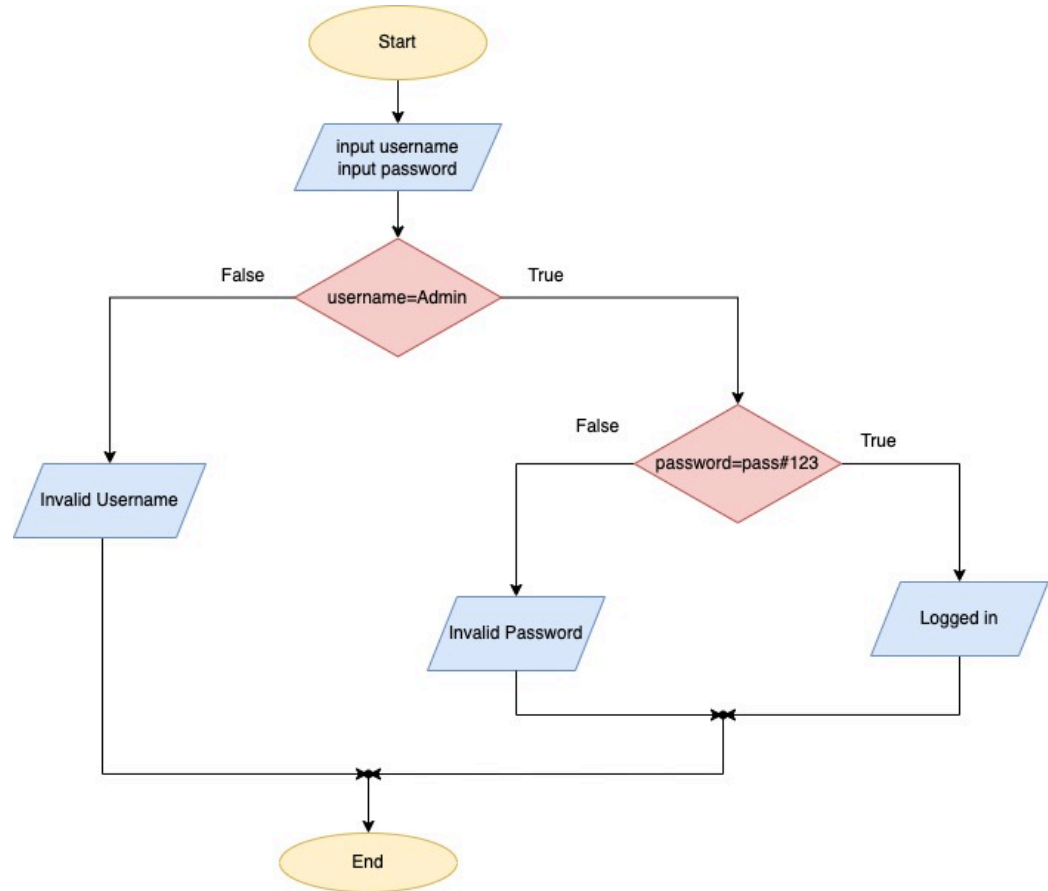 Start
input username
input password
False
True
username=Admin
False
True
password=pass#123
Invalid Username
Invalid Password
Logged in
End